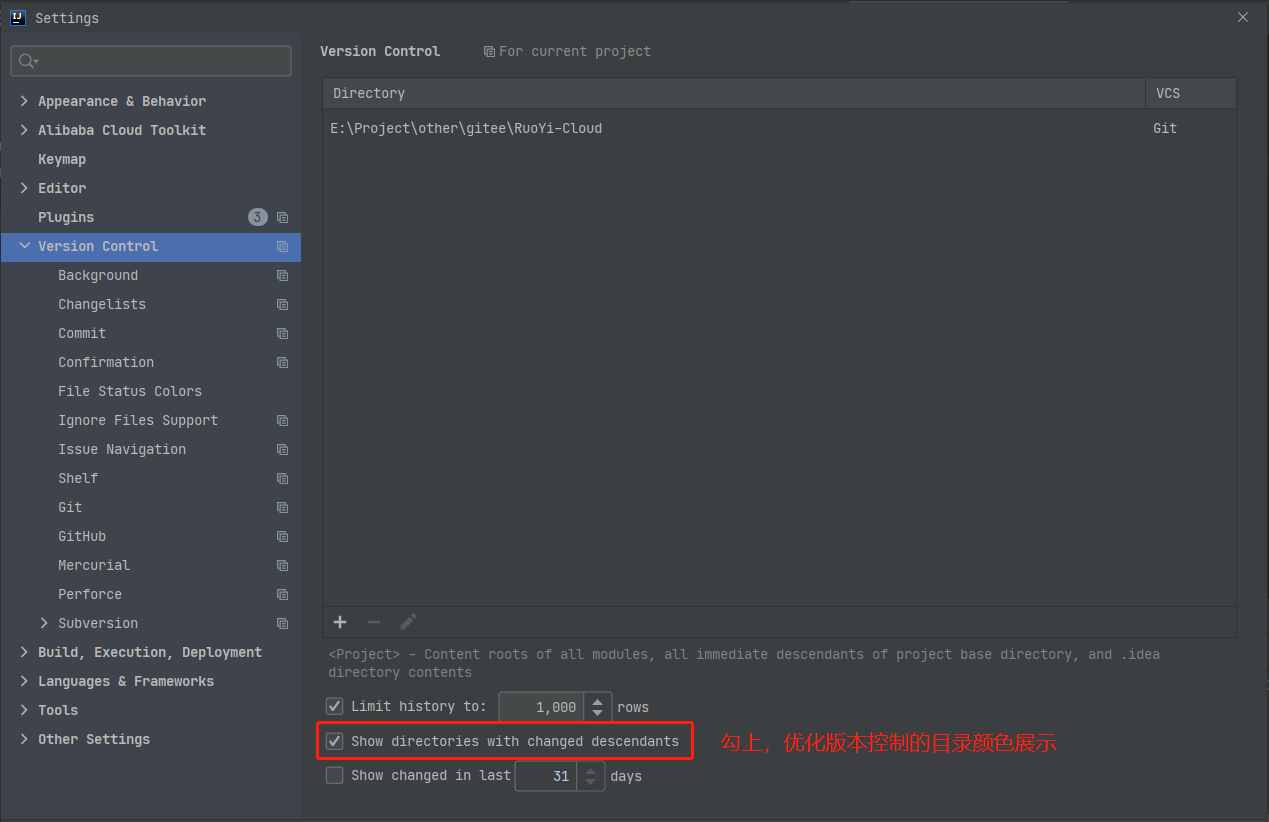 Settings
Appearance & Behavior
Alibaba Cloud Toolkit
Keymap
Editor
Plugins 3
Version Control
Background
Changelists
Commit
Confirmation
File Status Colors
Ignore Files Support
Issue Navigation
Shelf
Git
GitHub
Mercurial
Perforce
Subversion
Build, Execution, Deployment
Languages & Frameworks
Tools
Other Settings
Version Control For current project
Directory VCS
E:\Project\other\gitee\RuoYi-Cloud Git
<Project> - Content roots of all modules, all immediate descendants of project base directory, and .idea
directory contents
Limit history to: 1,000 rows
Show directories with changed descendants 勾上，优化版本控制的目录颜色展示
Show changed in last 31 days